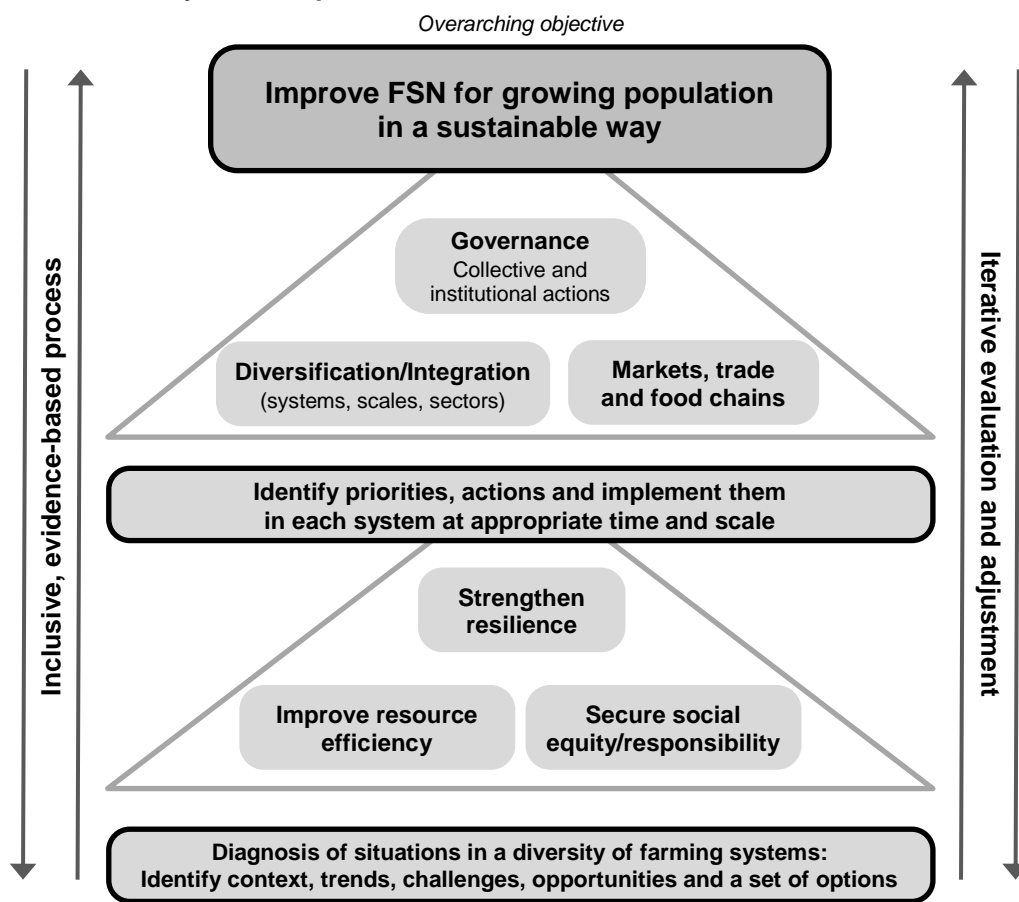 Overarching objective
Improve FSN for growing population
in a sustainable way
Governance
Collective and
institutional actions
Diversification/Integration
(systems, scales, sectors)
Markets, trade
and food chains
Inclusive, evidence-based process
Iterative evaluation and adjustment
Identify priorities, actions and implement them
in each system at appropriate time and scale
Strengthen
resilience
Improve resource
efficiency
Secure social
equity/responsibility
Diagnosis of situations in a diversity of farming systems:
Identify context, trends, challenges, opportunities and a set of options